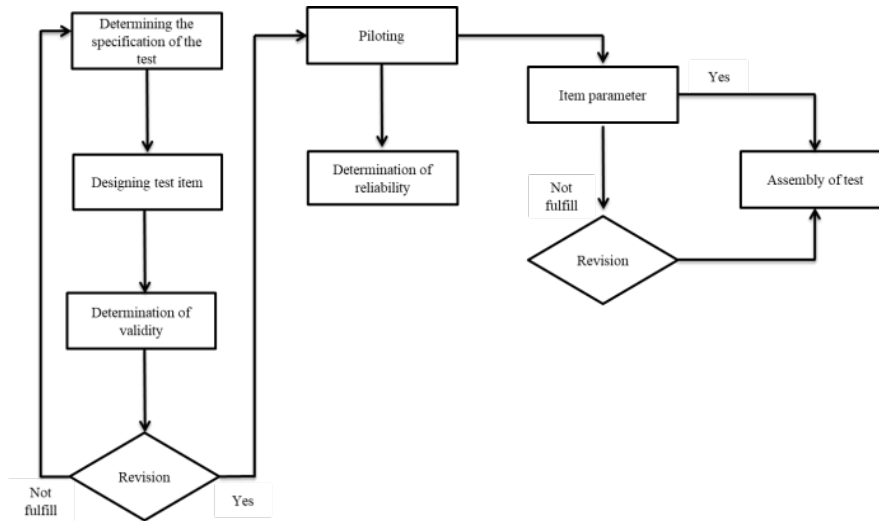 Determining the
specification of the
test
Designing test item
Determination of
validity
Revision
Not
fulfill
Yes
Piloting
Determination of
reliability
Item parameter
Yes
Not
fulfill
Revision
Assembly of test